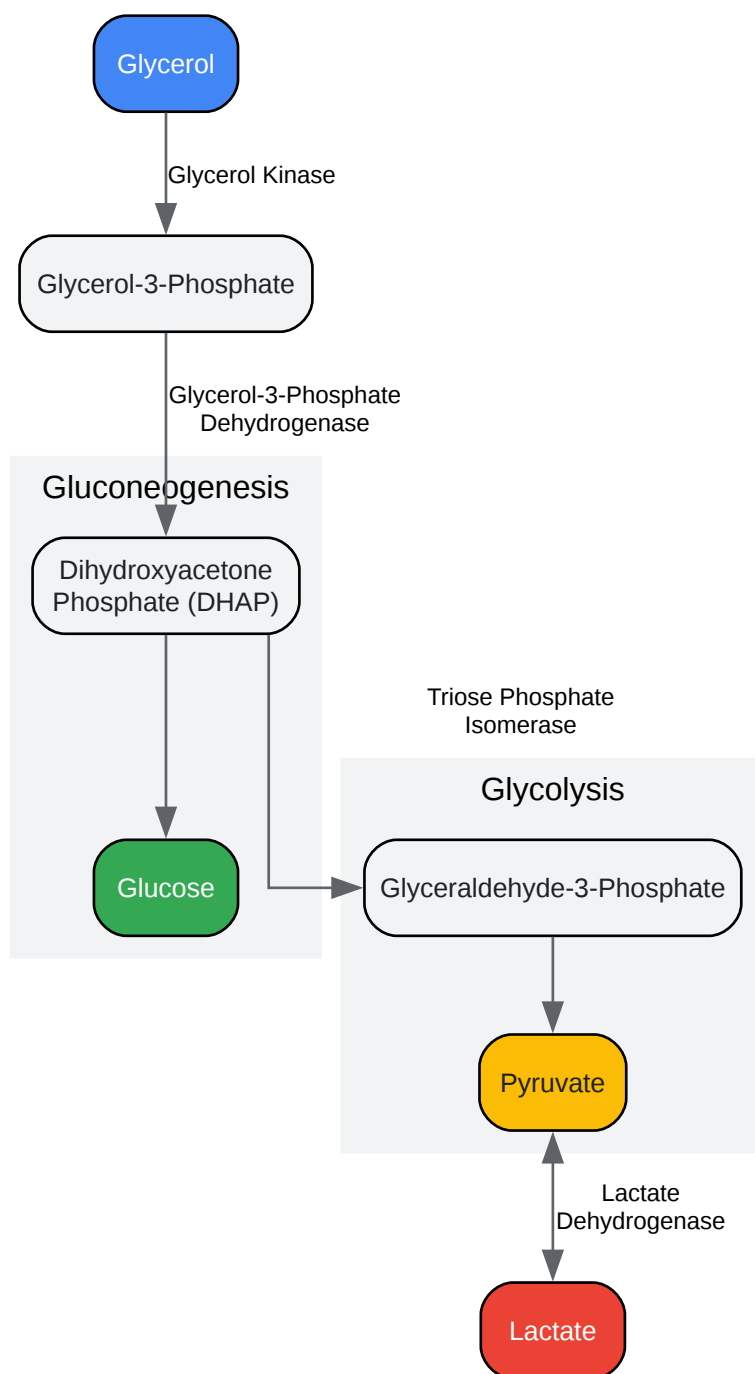 Glycerol
Glycerol Kinase
Glycerol-3-Phosphate
Glycerol-3-Phosphate
Dehydrogenase
Gluconeogenesis
Dihydroxyacetone
Phosphate (DHAP)
Triose Phosphate
Isomerase
Glycolysis
Glucose
Glyceraldehyde-3-Phosphate
Pyruvate
Lactate
Dehydrogenase
Lactate